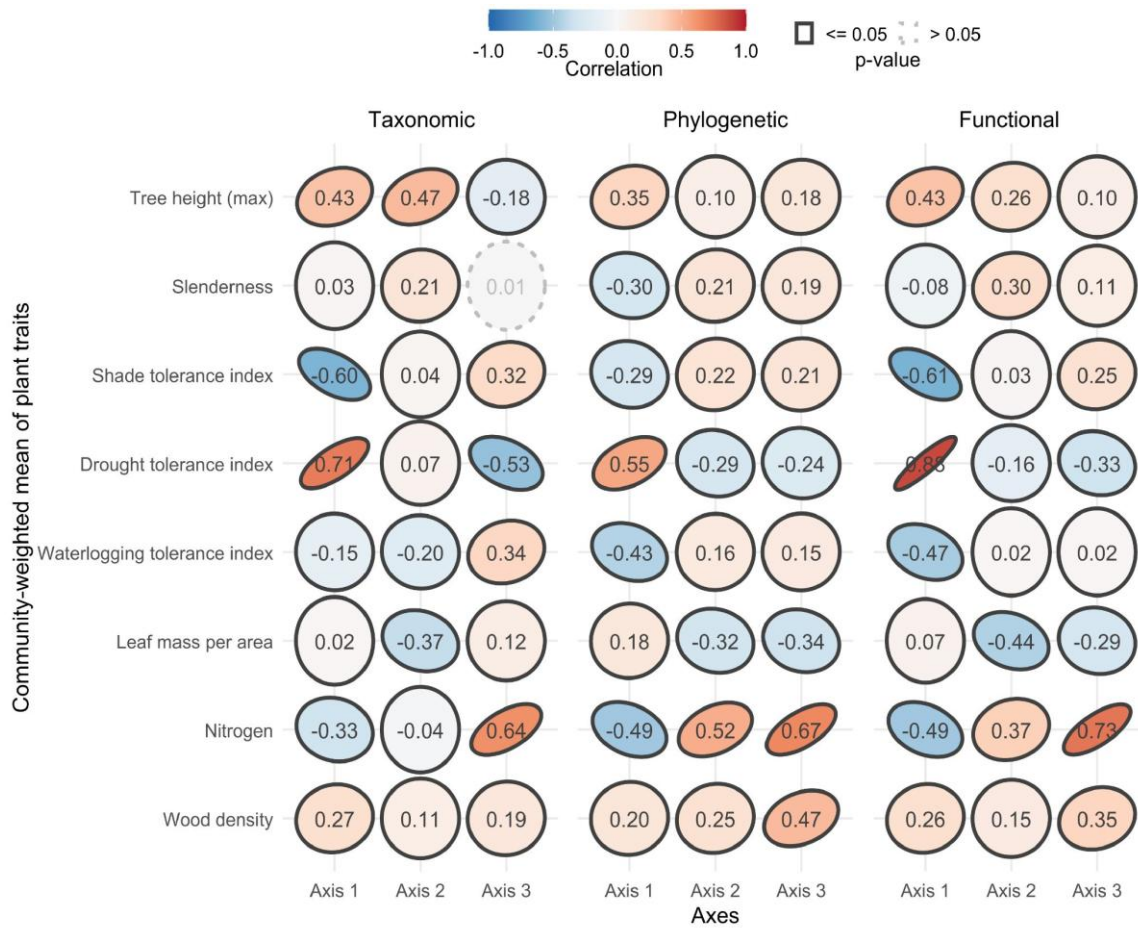 -1.0 -0.5 0.0 0.5 1.0
Correlation
<= 0.05 > 0.05
p-value
Taxonomic Phylogenetic Functional
Community-weighted mean of plant traits
Tree height (max) 0.43 0.47 -0.18 0.35 0.10 0.18 0.43 0.26 0.10
Slenderness 0.03 0.21 0.01 -0.30 0.21 0.19 -0.08 0.30 0.11
Shade tolerance index -0.60 0.04 0.32 -0.29 0.22 0.21 -0.61 0.03 0.25
Drought tolerance index 0.71 0.07 -0.53 0.55 -0.29 -0.24 -0.16 -0.33
Waterlogging tolerance index -0.15 -0.20 0.34 -0.43 0.16 0.15 -0.47 0.02 0.02
Leaf mass per area 0.02 -0.37 0.12 0.18 -0.32 -0.34 0.07 -0.44 -0.29
Nitrogen -0.33 -0.04 0.64 -0.49 0.52 0.67 -0.49 0.37 0.73
Wood density 0.27 0.11 0.19 0.20 0.25 0.47 0.26 0.15 0.35
Axis 1 Axis 2 Axis 3 Axis 1 Axis 2 Axis 3 Axis 1 Axis 2 Axis 3
Axes